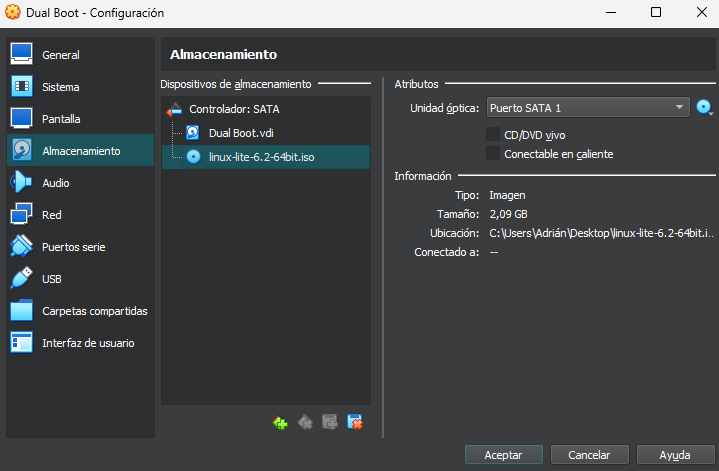 Dual Boot - Configuración
General
Sistema
Pantalla
Almacenamiento
Audio
Red
Puertos serie
USB
Carpetas compartidas
Interfaz de usuario
Almacenamiento
Dispositivos de almacenamiento
Controlador: SATA
Dual Boot.vdi
linux-lite-6.2-64bit.iso
Atributos
Unidad óptica: Puerto SATA 1
CD/DVD vivo
Conectable en caliente
Información
Tipo: Imagen
Tamaño: 2,09 GB
Ubicación: C:\Users\Adrián\Desktop\linux-lite-6.2-64bit.i...
Conectado a: --
Aceptar Cancelar Ayuda